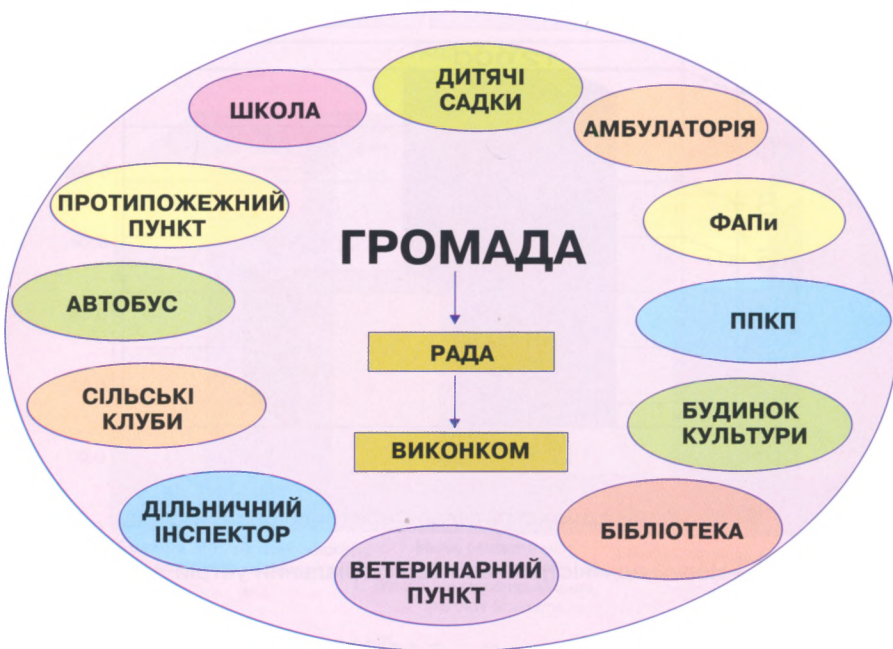 ДИТЯЧІ
САДКИ
ШКОЛА
АМБУЛАТОРІЯ
ПРОТИПОЖЕЖНИЙ
ПУНКТ
ФАПи
ГРОМАДА
АВТОБУС
ППКП
РАДА
СІЛЬСЬКІ
КЛУБИ
БУДИНОК
КУЛЬТУРИ
ВИКОНКОМ
ДІЛЬНИЧНИЙ
ІНСПЕКТОР
БІБЛІОТЕКА
ВЕТЕРИНАРНИЙ
ПУНКТ